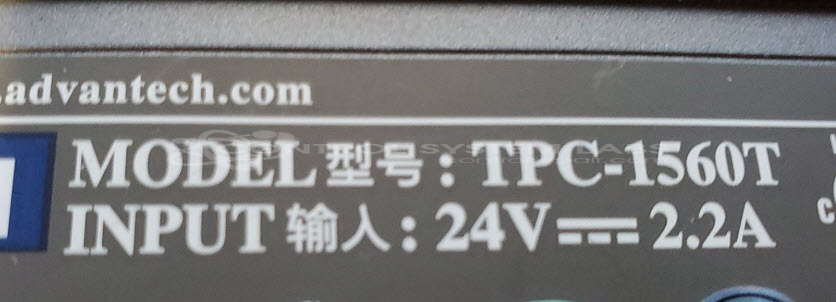 .advantech.com
MODEL 型号: TPC-1560T
INPUT 输入: 24V⎓2.2A